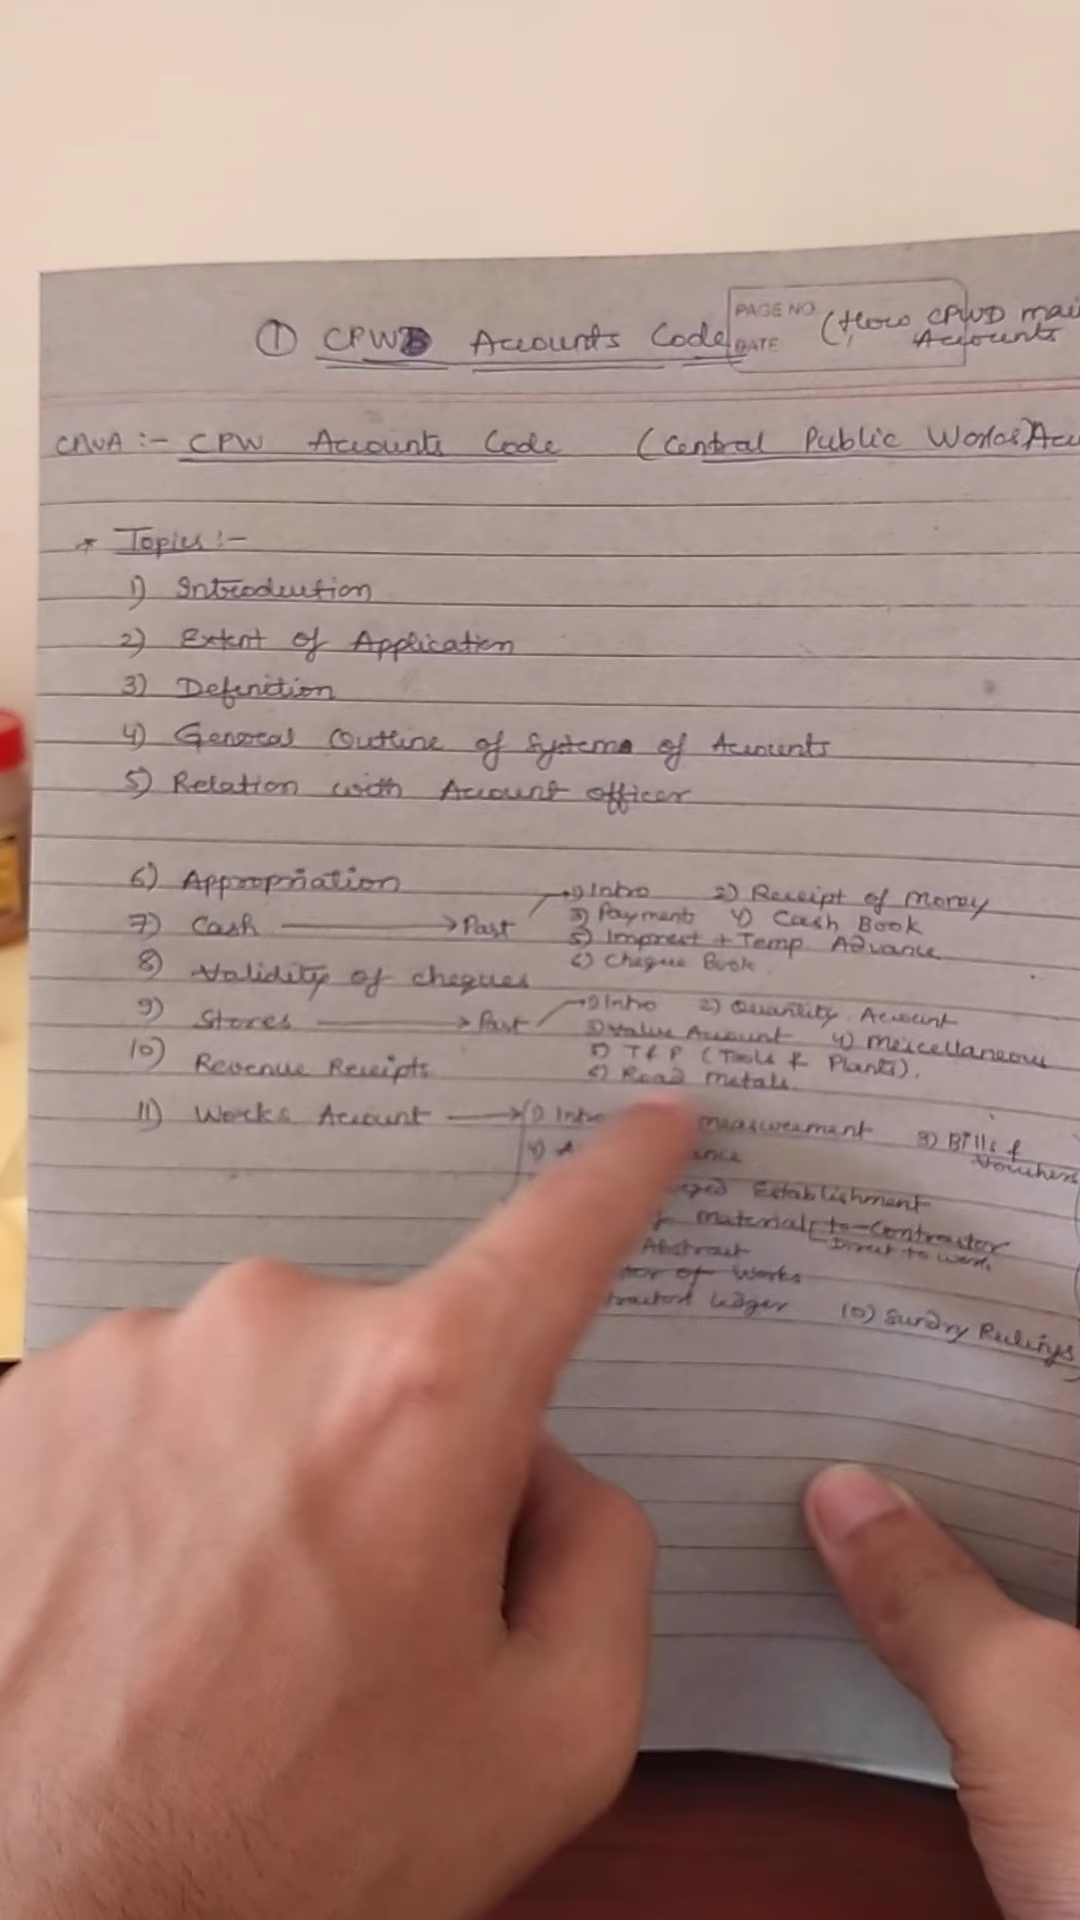 ① CPWD Accounts Code
PAGE NO
DATE
(How CPWD
Accounts
:- CPW Accounts Code (Central Public Works)
* Topics :-
1) Introduction
2) Extent of Application
3) Definition
4) General Outline of Systems of Accounts
5) Relation with Account officer
6) Appropriation
7) Cash → Part → 1) Intro 2) Receipt of Money
3) Payments 4) Cash Book
5) Imprest + Temp Advance
6) Cheque Book
8) Validity of cheques
9) Stores → Part → 1) Intro 2) Quantity Account
3) Value Account 4) Meiscellaneous
5) T & P (Tools & Plants).
6) Road metals.
10) Revenue Receipts
11) Works Account → 1) measurement 3) Bills &
Vouchers
4)
Establishment
material to-Contractor
Direct to work
Abstract
of Works
ledger (10) Sundry Rulings